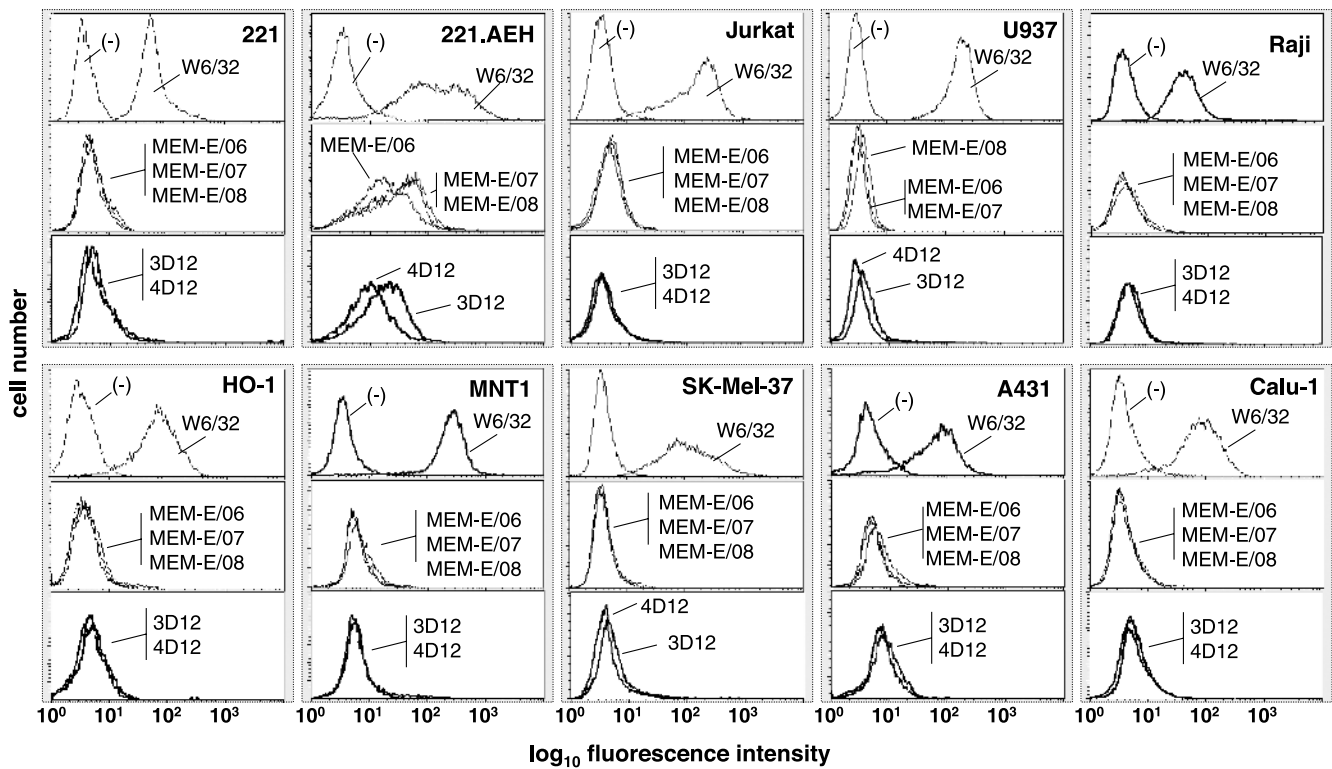 cell number
221
(-)
W6/32
MEM-E/06
MEM-E/07
MEM-E/08
3D12
4D12
221.AEH
(-)
W6/32
MEM-E/06
MEM-E/07
MEM-E/08
4D12
3D12
Jurkat
(-)
W6/32
MEM-E/06
MEM-E/07
MEM-E/08
3D12
4D12
10⁰ 10¹ 10² 10³
U937
(-)
W6/32
MEM-E/08
MEM-E/06
MEM-E/07
4D12
3D12
Raji
(-)
W6/32
MEM-E/06
MEM-E/07
MEM-E/08
3D12
4D12
HO-1
(-)
W6/32
MEM-E/06
MEM-E/07
MEM-E/08
3D12
4D12
10⁰ 10¹ 10² 10³
MNT1
(-)
W6/32
MEM-E/06
MEM-E/07
MEM-E/08
3D12
4D12
10⁰ 10¹ 10² 10³
SK-Mel-37
W6/32
MEM-E/06
MEM-E/07
MEM-E/08
4D12
3D12
10⁰ 10¹ 10² 10³
A431
(-)
W6/32
MEM-E/06
MEM-E/07
MEM-E/08
3D12
4D12
10⁰ 10¹ 10² 10³
Calu-1
(-)
W6/32
MEM-E/06
MEM-E/07
MEM-E/08
3D12
4D12
10⁰ 10¹ 10² 10³
log₁₀ fluorescence intensity